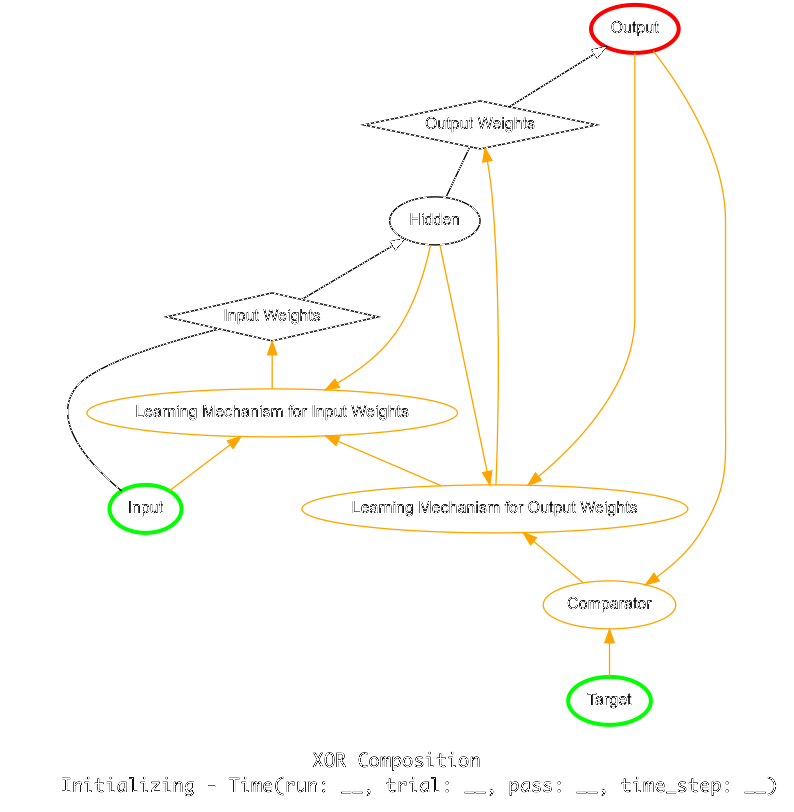 Output
Output Weights
Hidden
Input Weights
Learning Mechanism for Input Weights
Input
Learning Mechanism for Output Weights
Comparator
Target
XOR Composition
Initializing - Time(run: __, trial: __, pass: __, time_step: __)